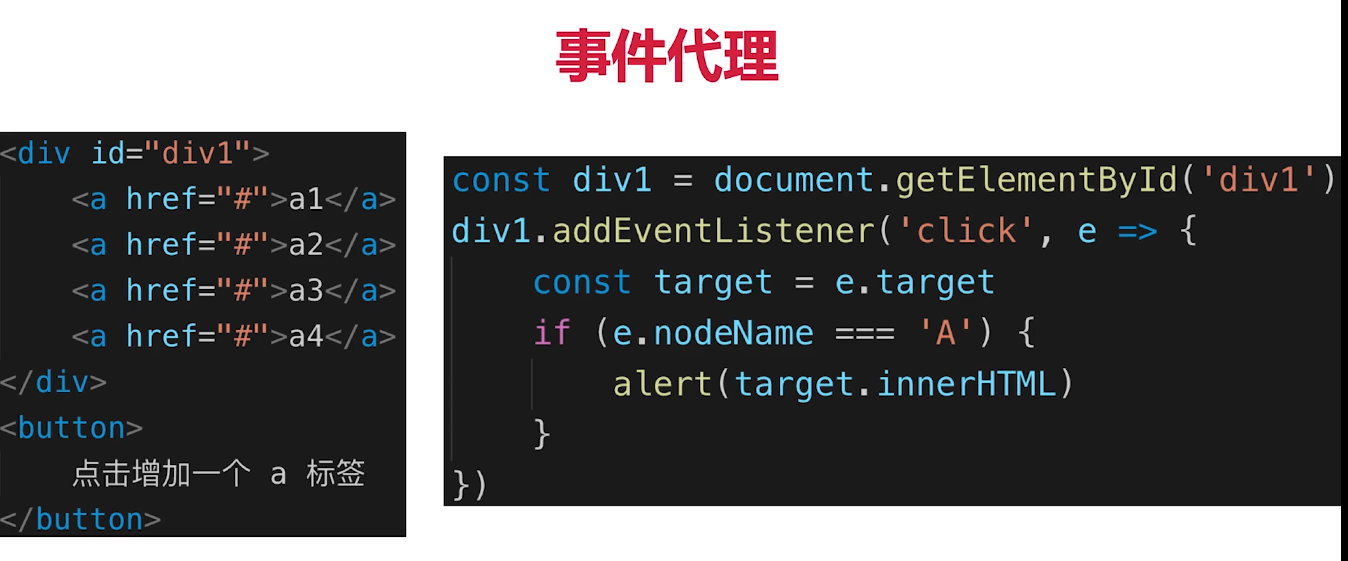 事件代理
<div id="div1">
    <a href="#">a1</a>
    <a href="#">a2</a>
    <a href="#">a3</a>
    <a href="#">a4</a>
</div>
<button>
    点击增加一个 a 标签
</button>
const div1 = document.getElementById('div1')
div1.addEventListener('click', e => {
    const target = e.target
    if (e.nodeName === 'A') {
        alert(target.innerHTML)
    }
})